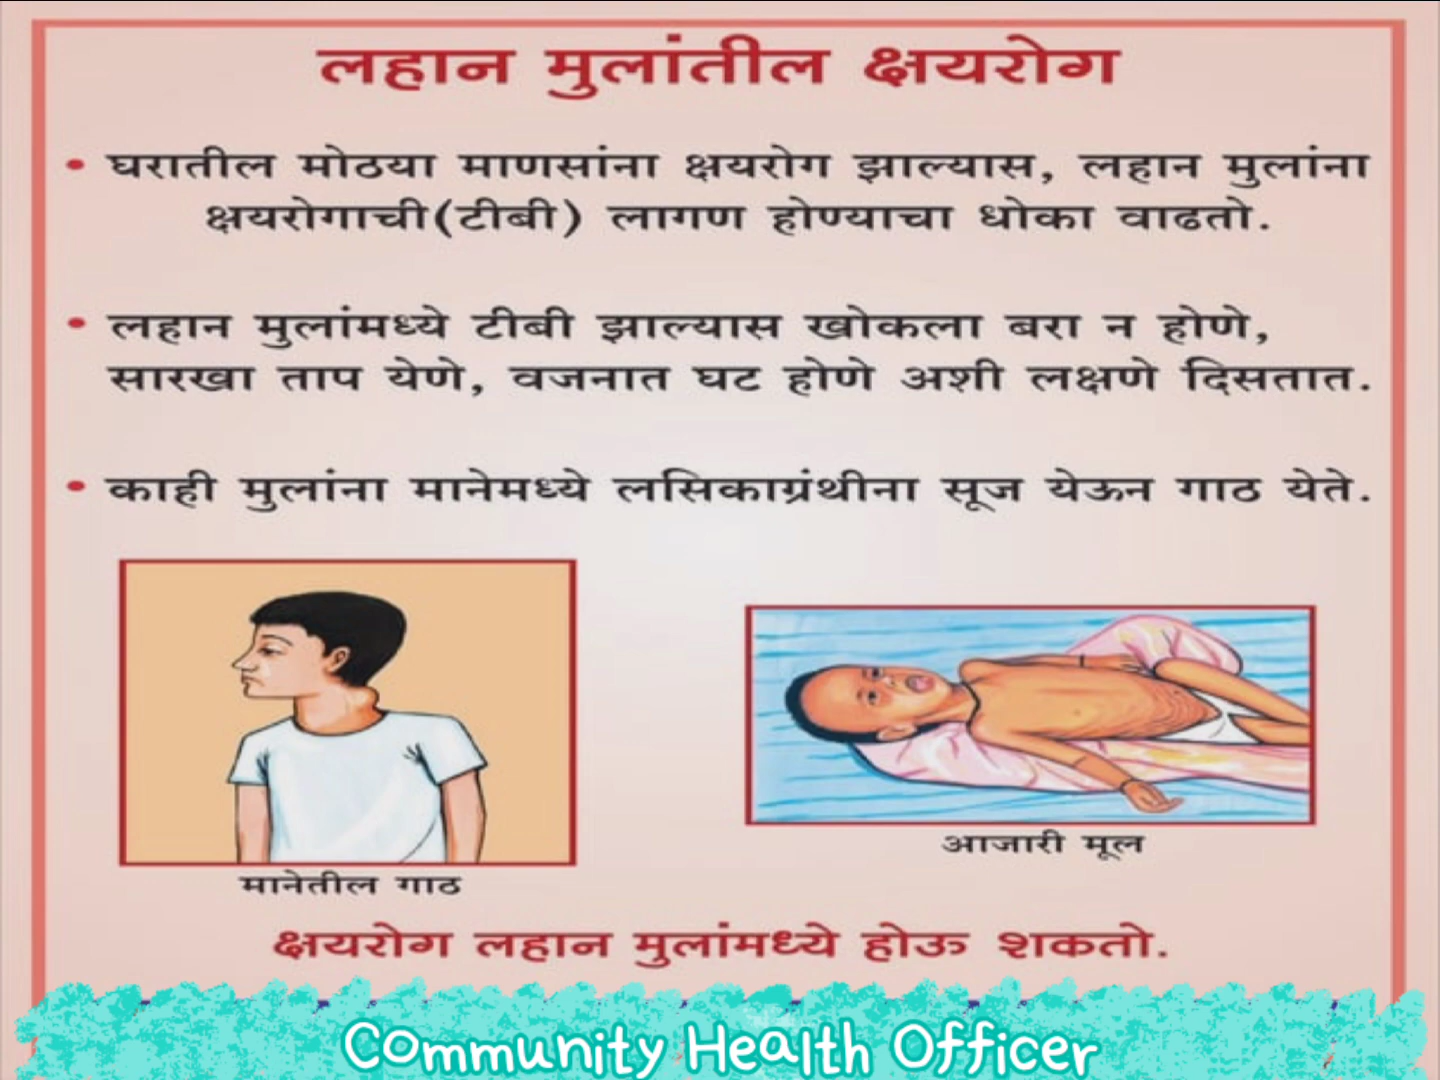 लहान मुलांतील क्षयरोग
• घरातील मोठया माणसांना क्षयरोग झाल्यास, लहान मुलांना
क्षयरोगाची(टीबी) लागण होण्याचा धोका वाढतो.
• लहान मुलांमध्ये टीबी झाल्यास खोकला बरा न होणे,
सारखा ताप येणे, वजनात घट होणे अशी लक्षणे दिसतात.
• काही मुलांना मानेमध्ये लसिकाग्रंथीना सूज येऊन गाठ येते.
मानेतील गाठ
आजारी मूल
क्षयरोग लहान मुलांमध्ये होऊ शकतो.
Community Health Officer